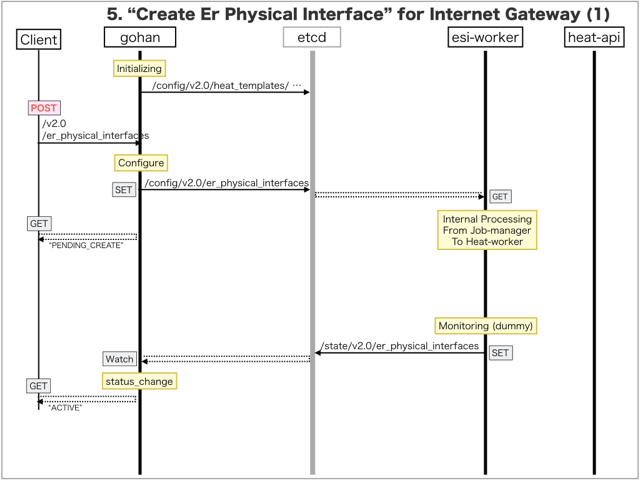 5. “Create Er Physical Interface” for Internet Gateway (1)
Client
gohan
etcd
esi-worker
heat-api
Initializing
/config/v2.0/heat_templates/ …
POST
/v2.0
/er_physical_interfaces
Configure
SET
/config/v2.0/er_physical_interfaces
GET
GET
"PENDING_CREATE"
Internal Processing
From Job-manager
To Heat-worker
Monitoring (dummy)
/state/v2.0/er_physical_interfaces
SET
Watch
status_change
GET
"ACTIVE"